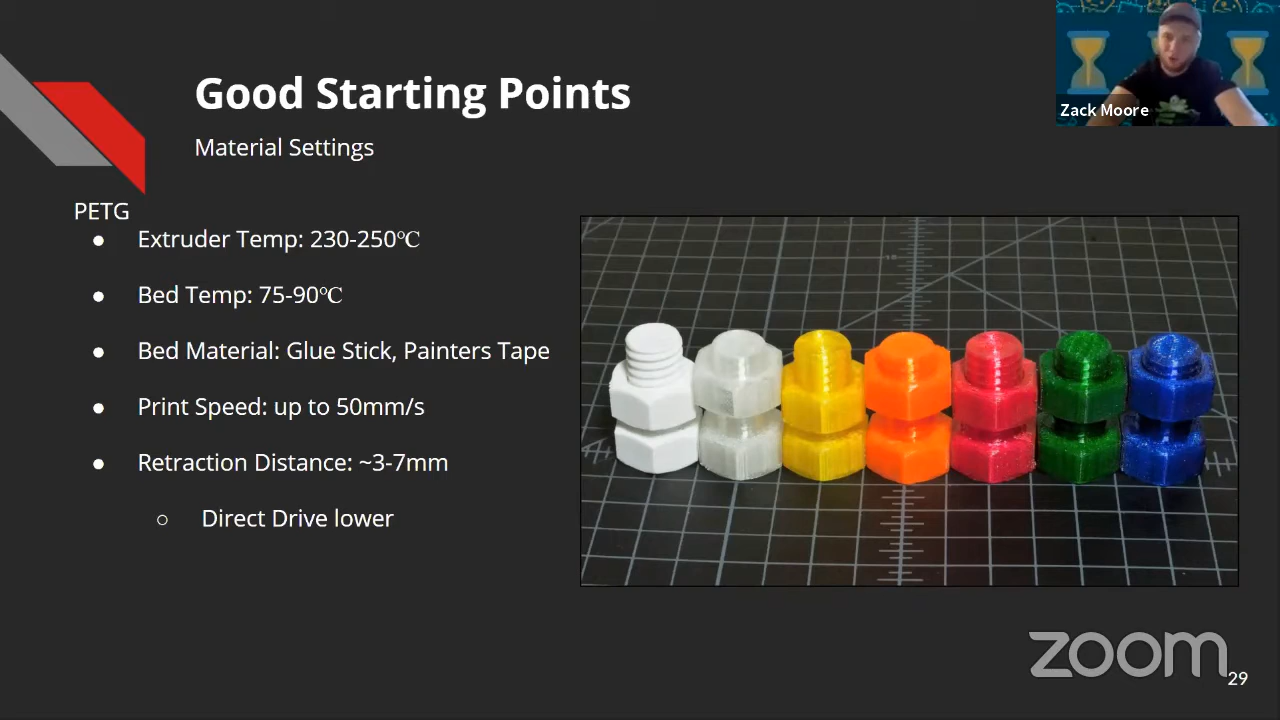 Good Starting Points
Zack Moore
Material Settings
PETG
● Extruder Temp: 230-250℃
● Bed Temp: 75-90℃
● Bed Material: Glue Stick, Painters Tape
● Print Speed: up to 50mm/s
● Retraction Distance: ~3-7mm
○ Direct Drive lower
zoom
29